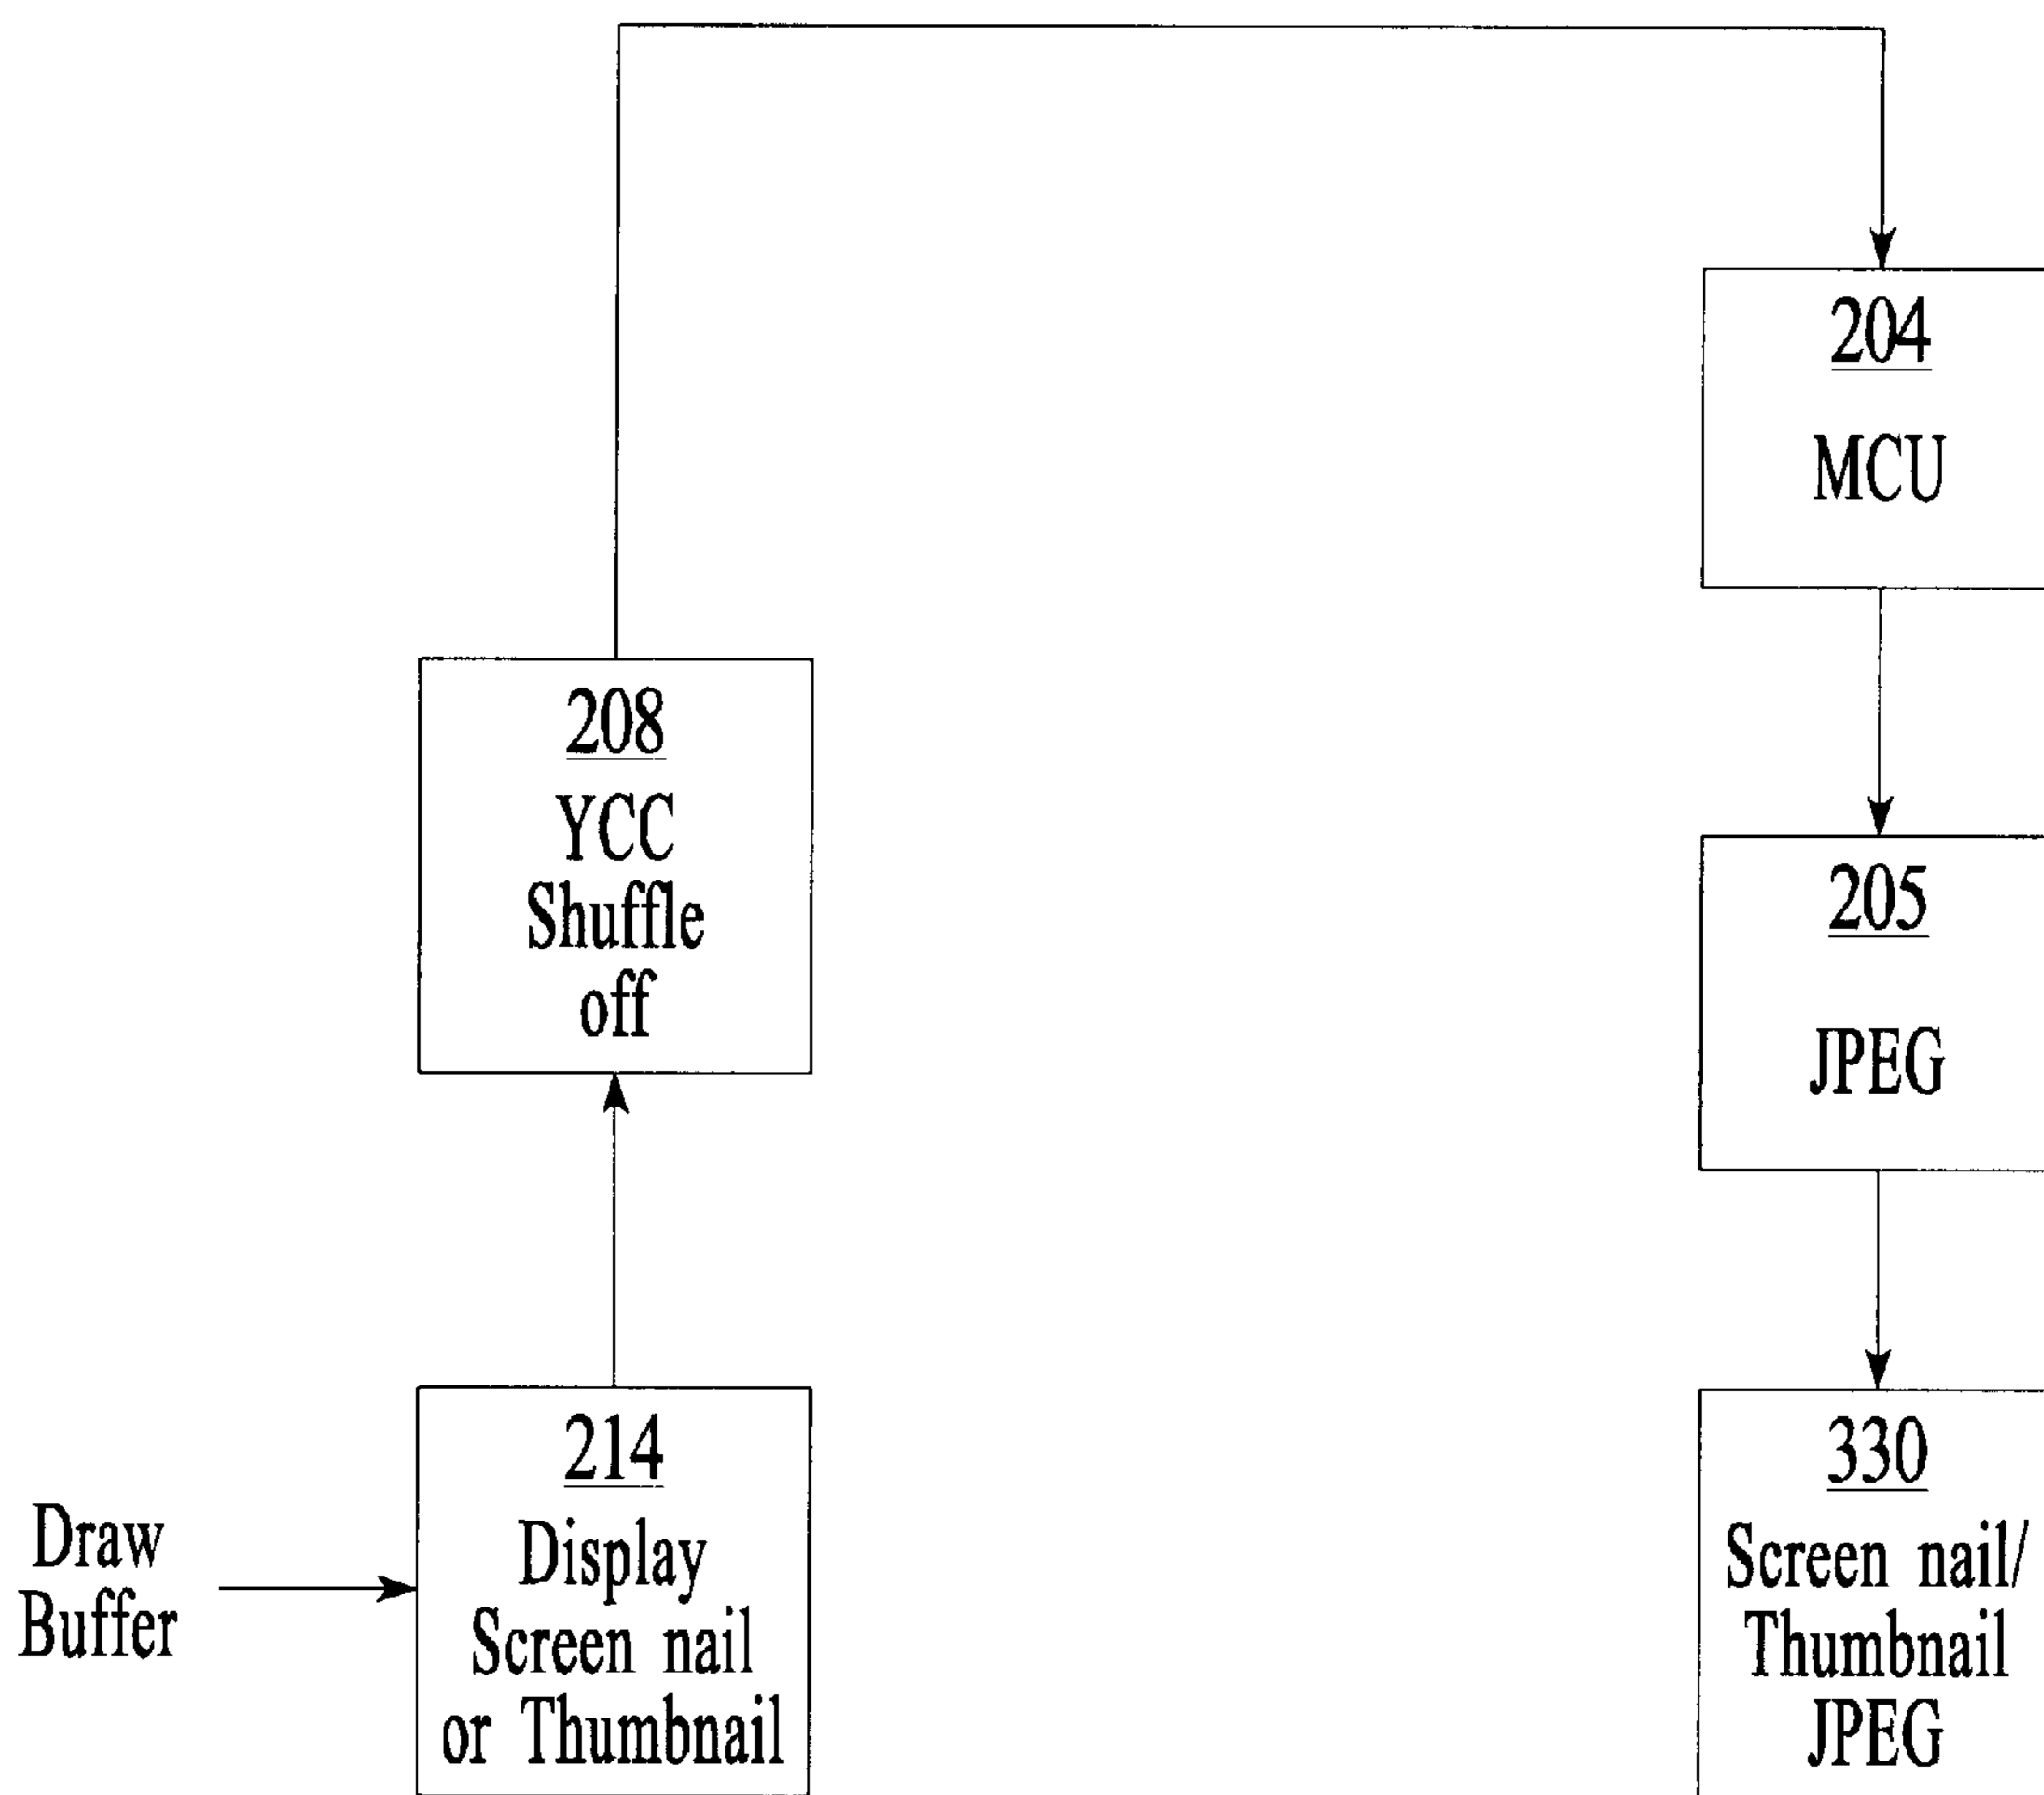 204
MCU
208
YCC
Shuffle
off
205
JPEG
Draw
Buffer
214
Display
Screen nail
or Thumbnail
330
Screen nail/
Thumbnail
JPEG